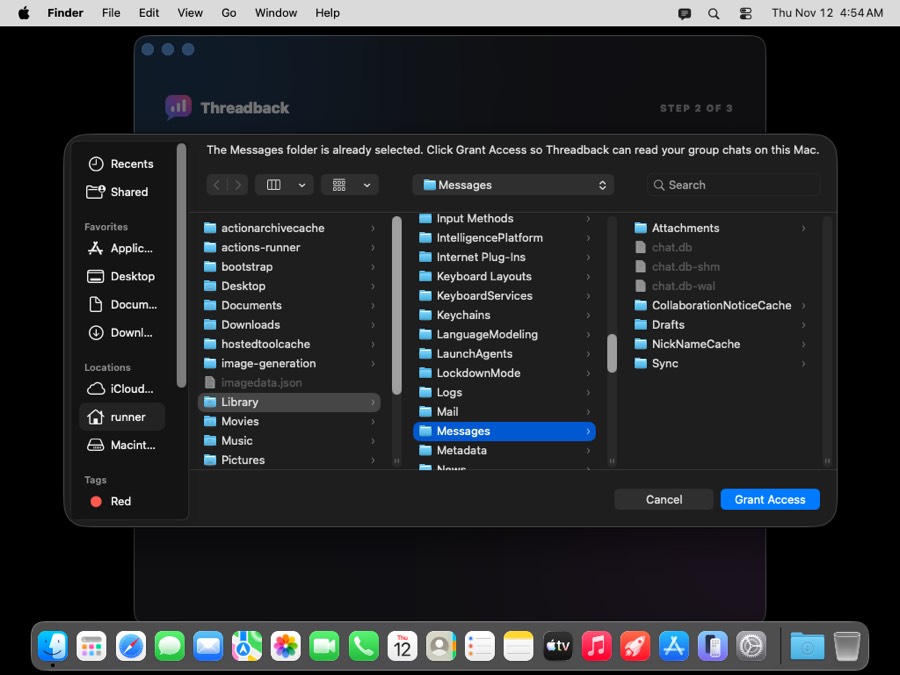 Finder File Edit View Go Window Help Thu Nov 12 4:54 AM
Threadback
STEP 2 OF 3
The Messages folder is already selected. Click Grant Access so Threadback can read your group chats on this Mac.
Messages
Search
Recents
Shared
Favorites
Applic...
Desktop
Docum...
Downl...
Locations
iCloud...
runner
Macint...
Tags
Red
actionarchivecache
actions-runner
bootstrap
Desktop
Documents
Downloads
hostedtoolcache
image-generation
imagedata.json
Library
Movies
Music
Pictures
Input Methods
IntelligencePlatform
Internet Plug-Ins
Keyboard Layouts
KeyboardServices
Keychains
LanguageModeling
LaunchAgents
LockdownMode
Logs
Mail
Messages
Metadata
News
Attachments
chat.db
chat.db-shm
chat.db-wal
CollaborationNoticeCache
Drafts
NickNameCache
Sync
Cancel
Grant Access
Thu
12
tv